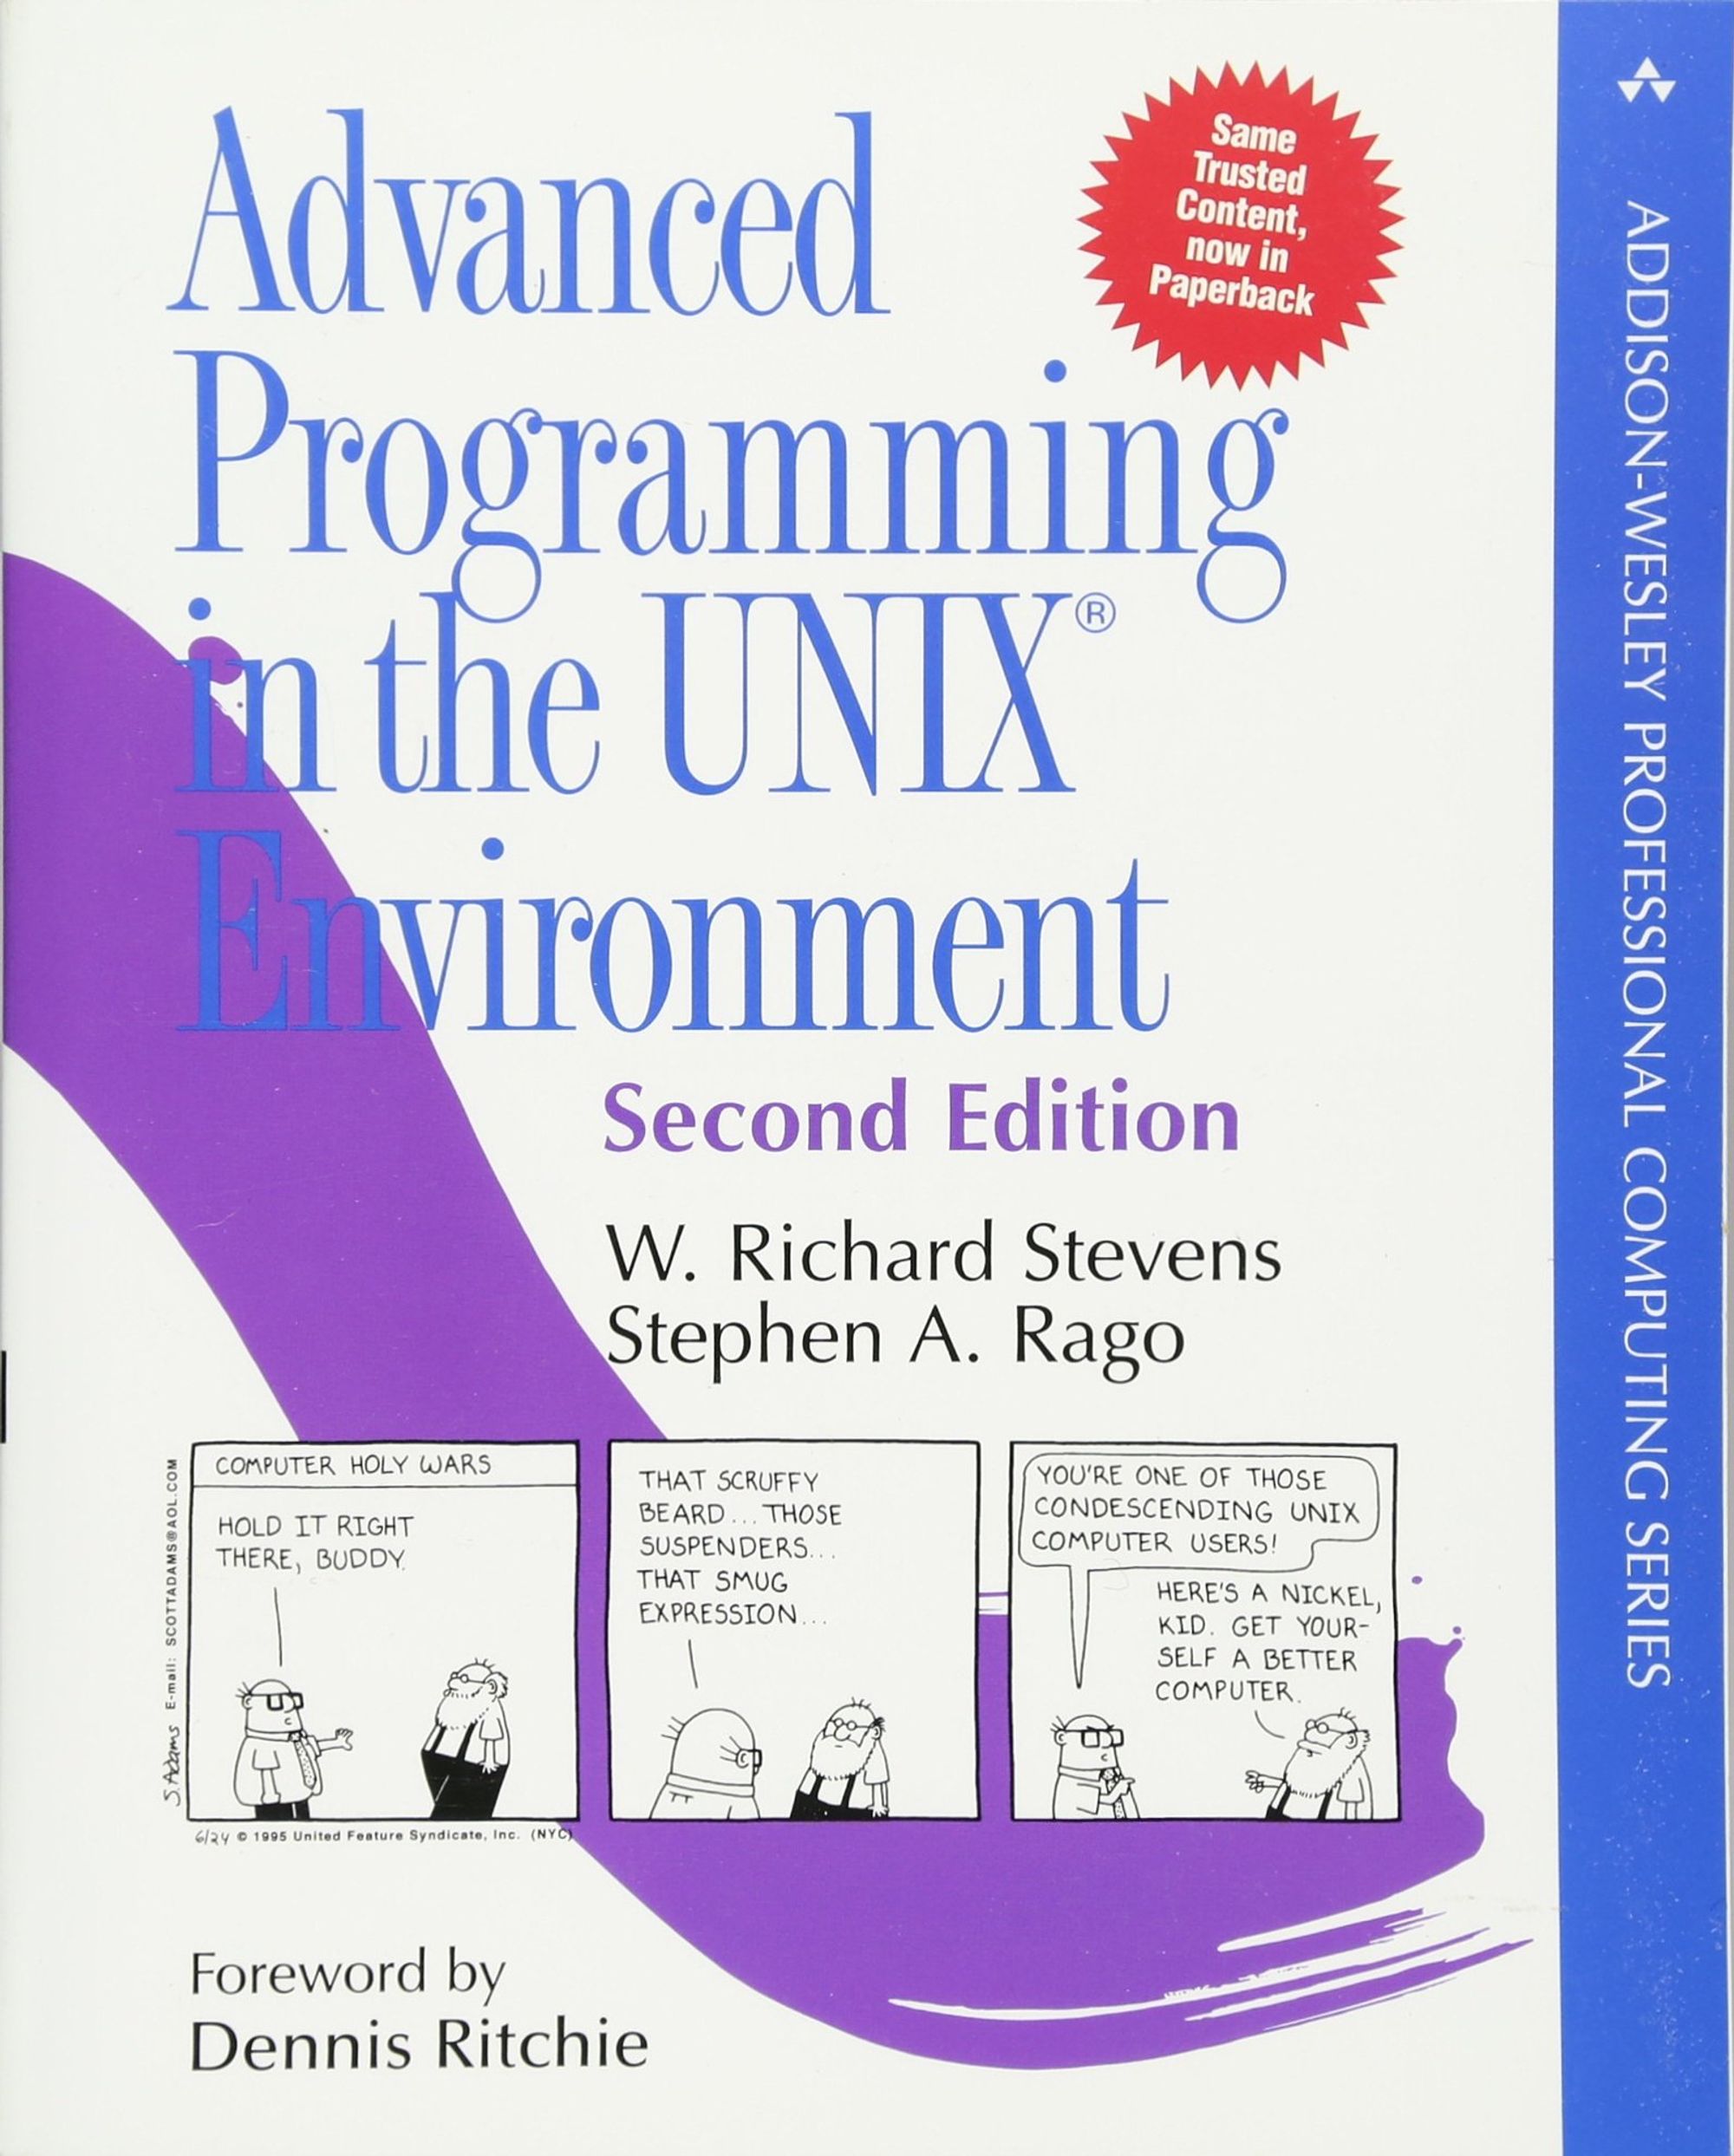 Advanced
Programming
in the UNIX®
Environment
Same
Trusted
Content,
now in
Paperback
Second Edition
W. Richard Stevens
Stephen A. Rago
COMPUTER HOLY WARS
HOLD IT RIGHT
THERE, BUDDY.
THAT SCRUFFY
BEARD... THOSE
SUSPENDERS...
THAT SMUG
EXPRESSION...
YOU'RE ONE OF THOSE
CONDESCENDING UNIX
COMPUTER USERS!
HERE'S A NICKEL,
KID. GET YOUR-
SELF A BETTER
COMPUTER.
S.Adams E-mail: SCOTTADAMS@AOL.COM
6/24 © 1995 United Feature Syndicate, Inc. (NYC)
Foreword by
Dennis Ritchie
ADDISON-WESLEY PROFESSIONAL COMPUTING SERIES